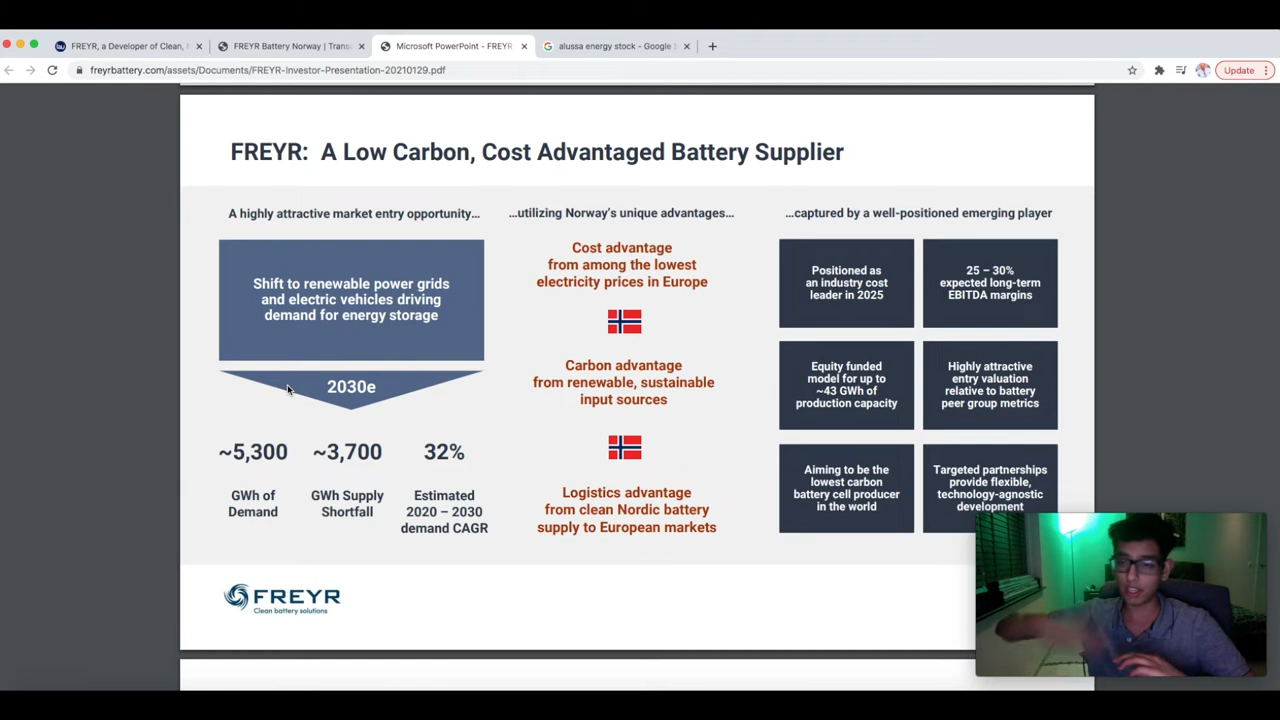 FREYR, a Developer of Clean,
FREYR Battery Norway | Trans
Microsoft PowerPoint - FREYR
alussa energy stock - Google
freyrbattery.com/assets/Documents/FREYR-Investor-Presentation-20210129.pdf
Update
FREYR: A Low Carbon, Cost Advantaged Battery Supplier
A highly attractive market entry opportunity...
Shift to renewable power grids
and electric vehicles driving
demand for energy storage
2030e
~5,300
GWh of
Demand
~3,700
GWh Supply
Shortfall
32%
Estimated
2020 – 2030
demand CAGR
...utilizing Norway's unique advantages...
Cost advantage
from among the lowest
electricity prices in Europe
Carbon advantage
from renewable, sustainable
input sources
Logistics advantage
from clean Nordic battery
supply to European markets
...captured by a well-positioned emerging player
Positioned as
an industry cost
leader in 2025
25 – 30%
expected long-term
EBITDA margins
Equity funded
model for up to
~43 GWh of
production capacity
Highly attractive
entry valuation
relative to battery
peer group metrics
Aiming to be the
lowest carbon
battery cell producer
in the world
Targeted partnerships
provide flexible,
technology-agnostic
development
FREYR
Clean battery solutions